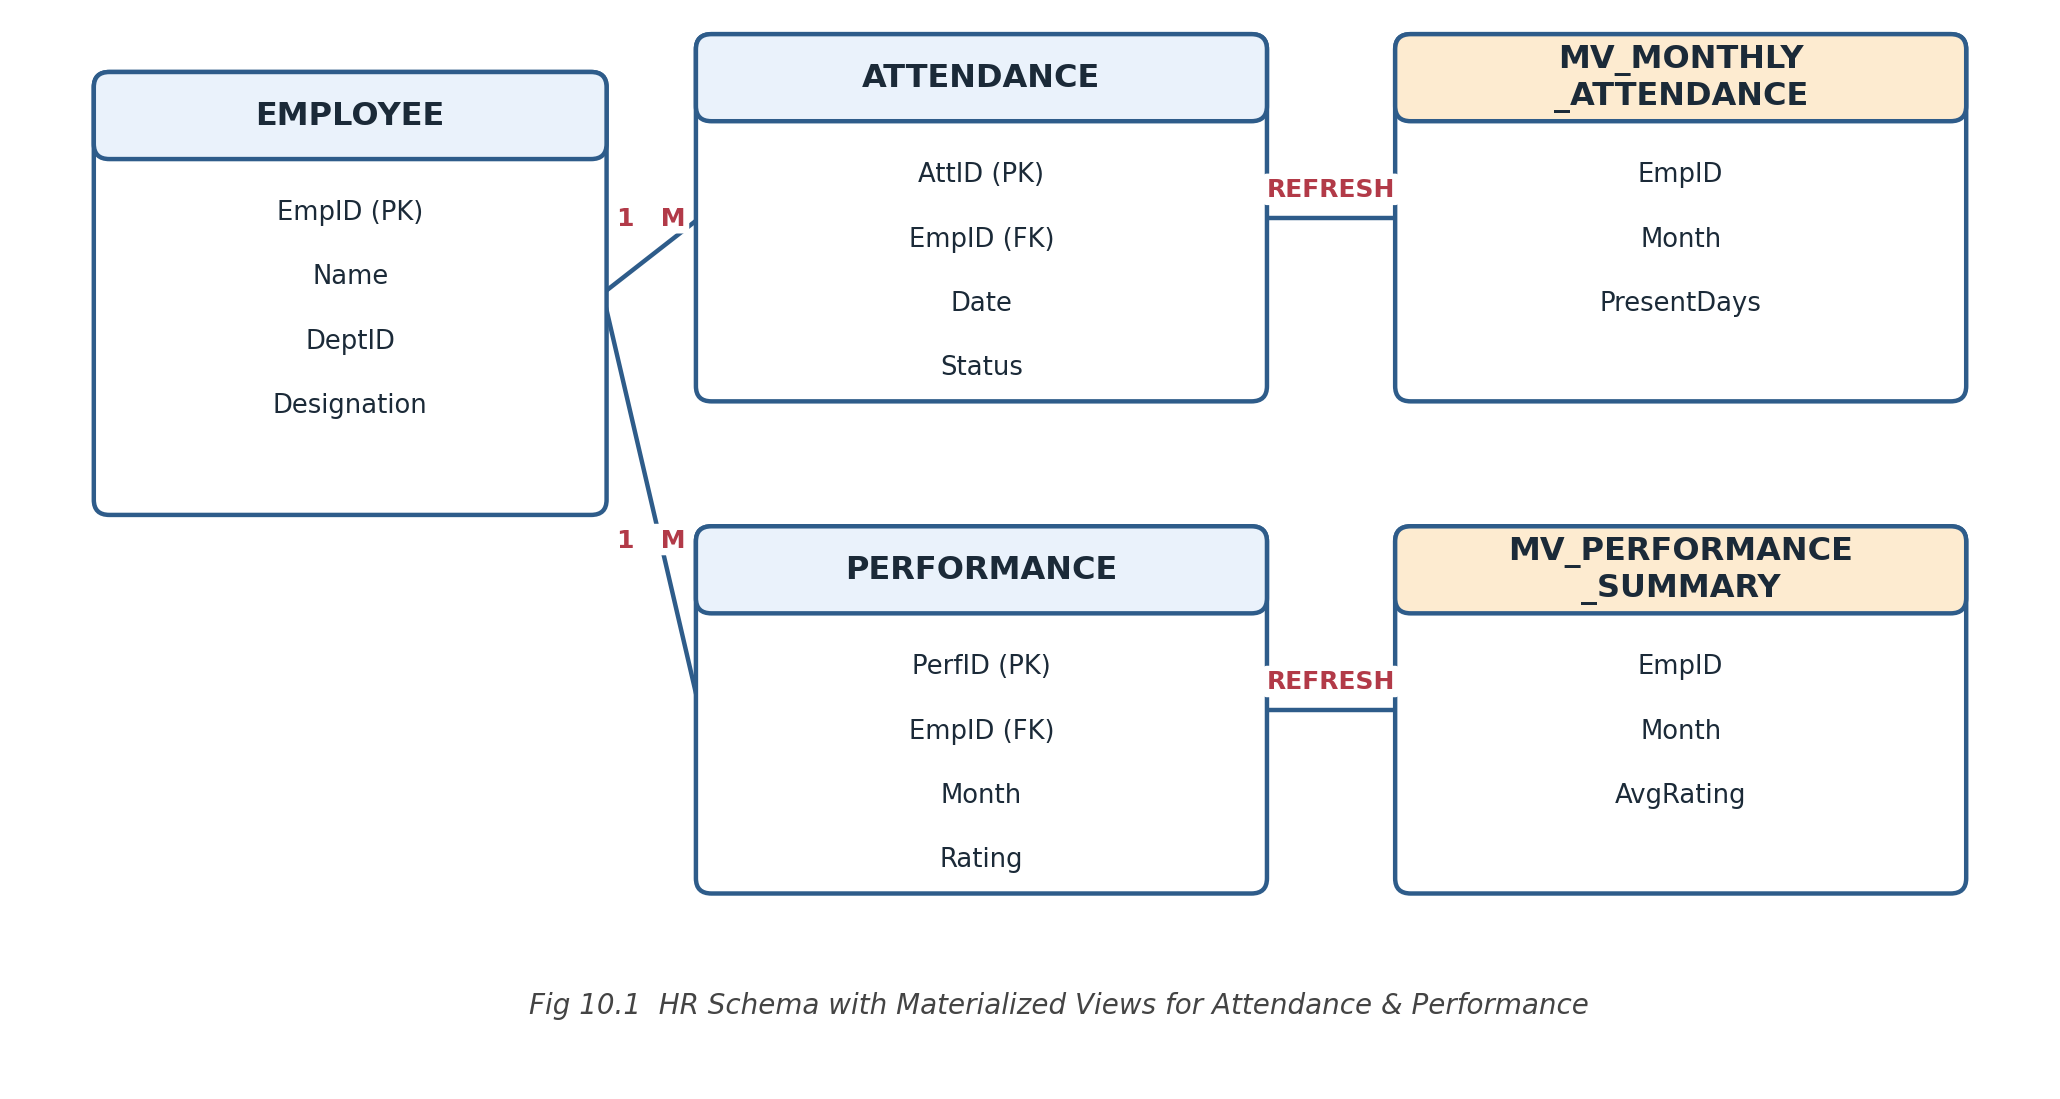 EMPLOYEE
EmpID (PK)
Name
DeptID
Designation
1 M
1 M
ATTENDANCE
AttID (PK)
EmpID (FK)
Date
Status
REFRESH
MV_MONTHLY
_ATTENDANCE
EmpID
Month
PresentDays
PERFORMANCE
PerfID (PK)
EmpID (FK)
Month
Rating
REFRESH
MV_PERFORMANCE
_SUMMARY
EmpID
Month
AvgRating
Fig 10.1 HR Schema with Materialized Views for Attendance & Performance